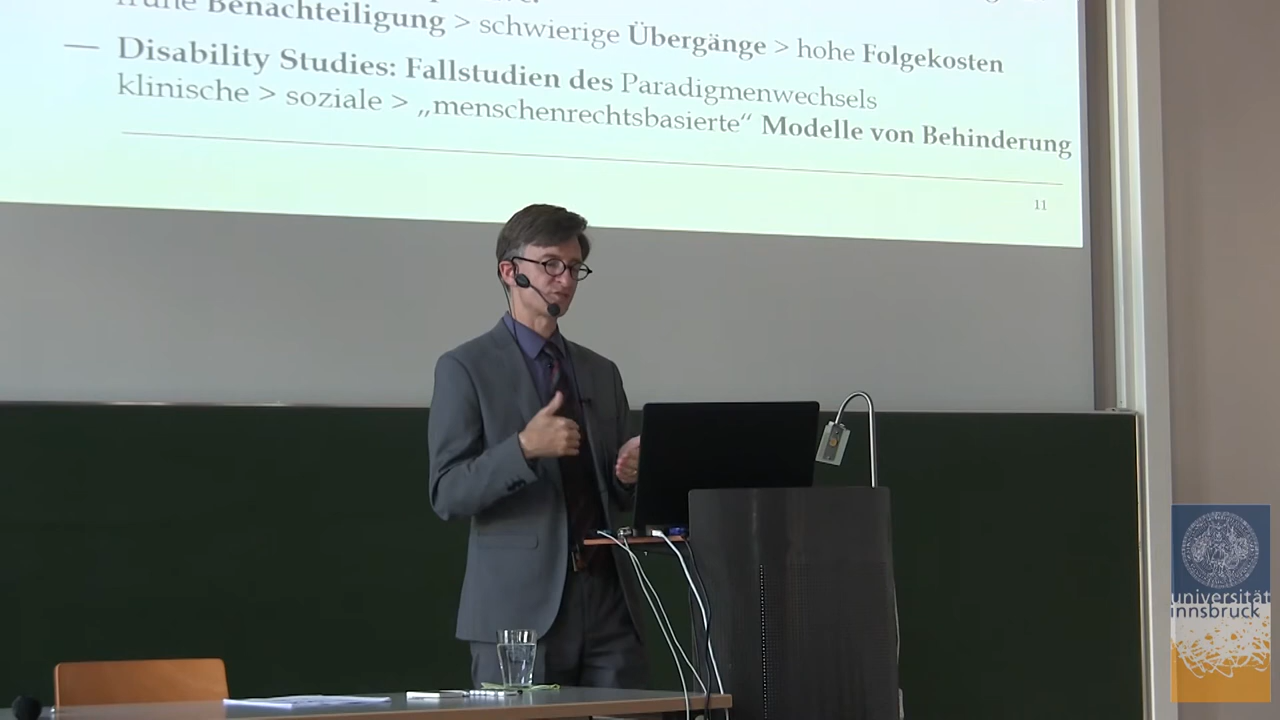 frühe Benachteiligung > schwierige Übergänge > hohe Folgekosten
— Disability Studies: Fallstudien des Paradigmenwechsels
klinische > soziale > „menschenrechtsbasierte“ Modelle von Behinderung
11
universität
innsbruck